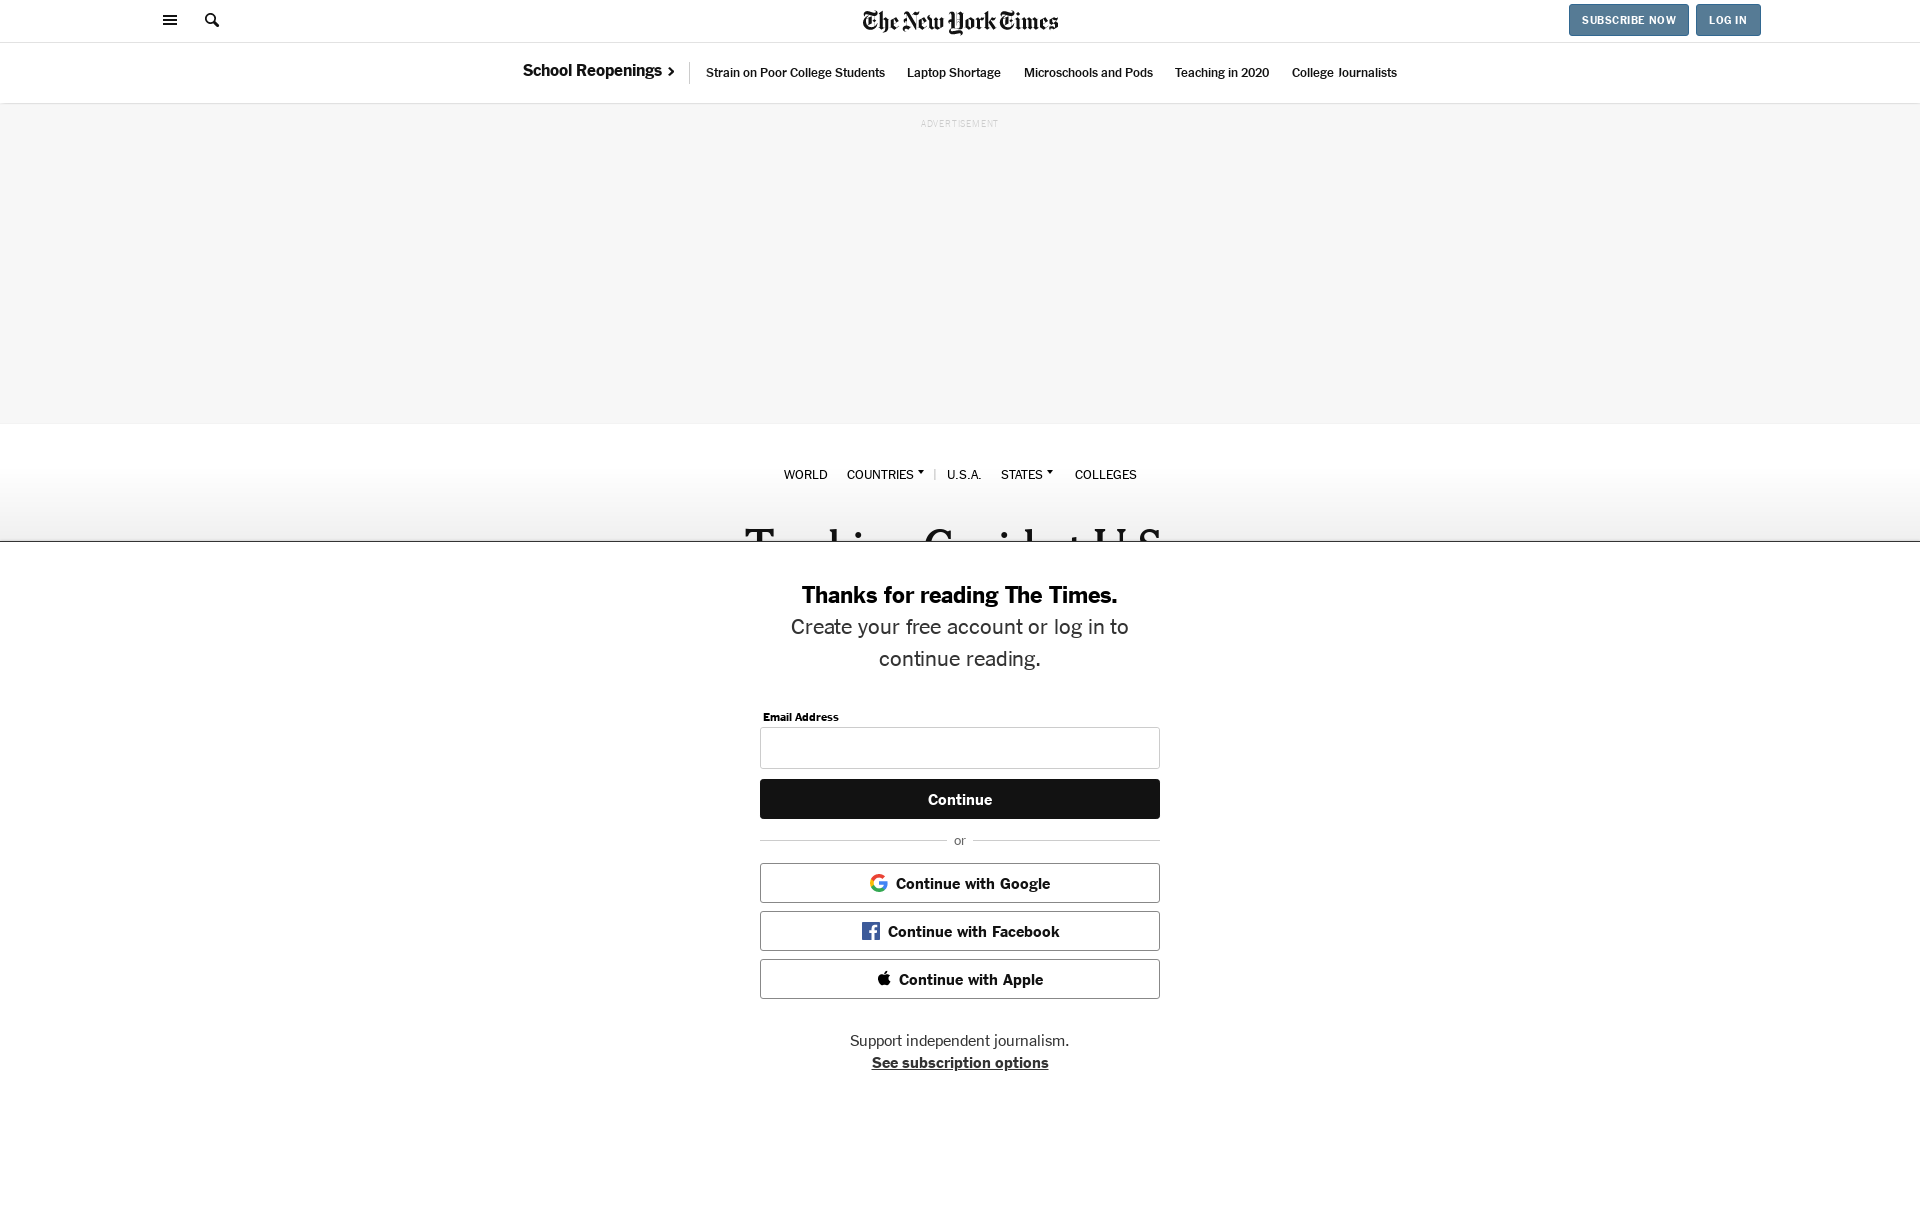 The New York Times
SUBSCRIBE NOW
LOG IN
School Reopenings
Strain on Poor College Students
Laptop Shortage
Microschools and Pods
Teaching in 2020
College Journalists
ADVERTISEMENT
WORLD
COUNTRIES
U.S.A.
STATES
COLLEGES
Tracking Covid at U.S.
Thanks for reading The Times.
Create your free account or log in to
continue reading.
Email Address
Continue
or
Continue with Google
Continue with Facebook
Continue with Apple
Support independent journalism.
See subscription options